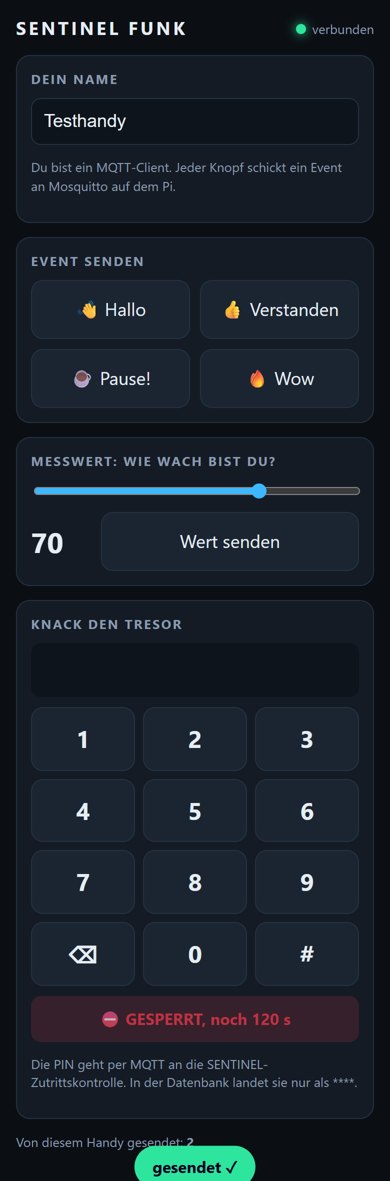 SENTINEL FUNK verbunden
DEIN NAME
Testhandy
Du bist ein MQTT-Client. Jeder Knopf schickt ein Event
an Mosquitto auf dem Pi.
EVENT SENDEN
👋 Hallo 👍 Verstanden
☕ Pause! 🔥 Wow
MESSWERT: WIE WACH BIST DU?
70 Wert senden
KNACK DEN TRESOR
1 2 3
4 5 6
7 8 9
⌫ 0 #
⛔ GESPERRT, noch 120 s
Die PIN geht per MQTT an die SENTINEL-
Zutrittskontrolle. In der Datenbank landet sie nur als ****.
Von diesem Handy gesendet: 2
gesendet ✓